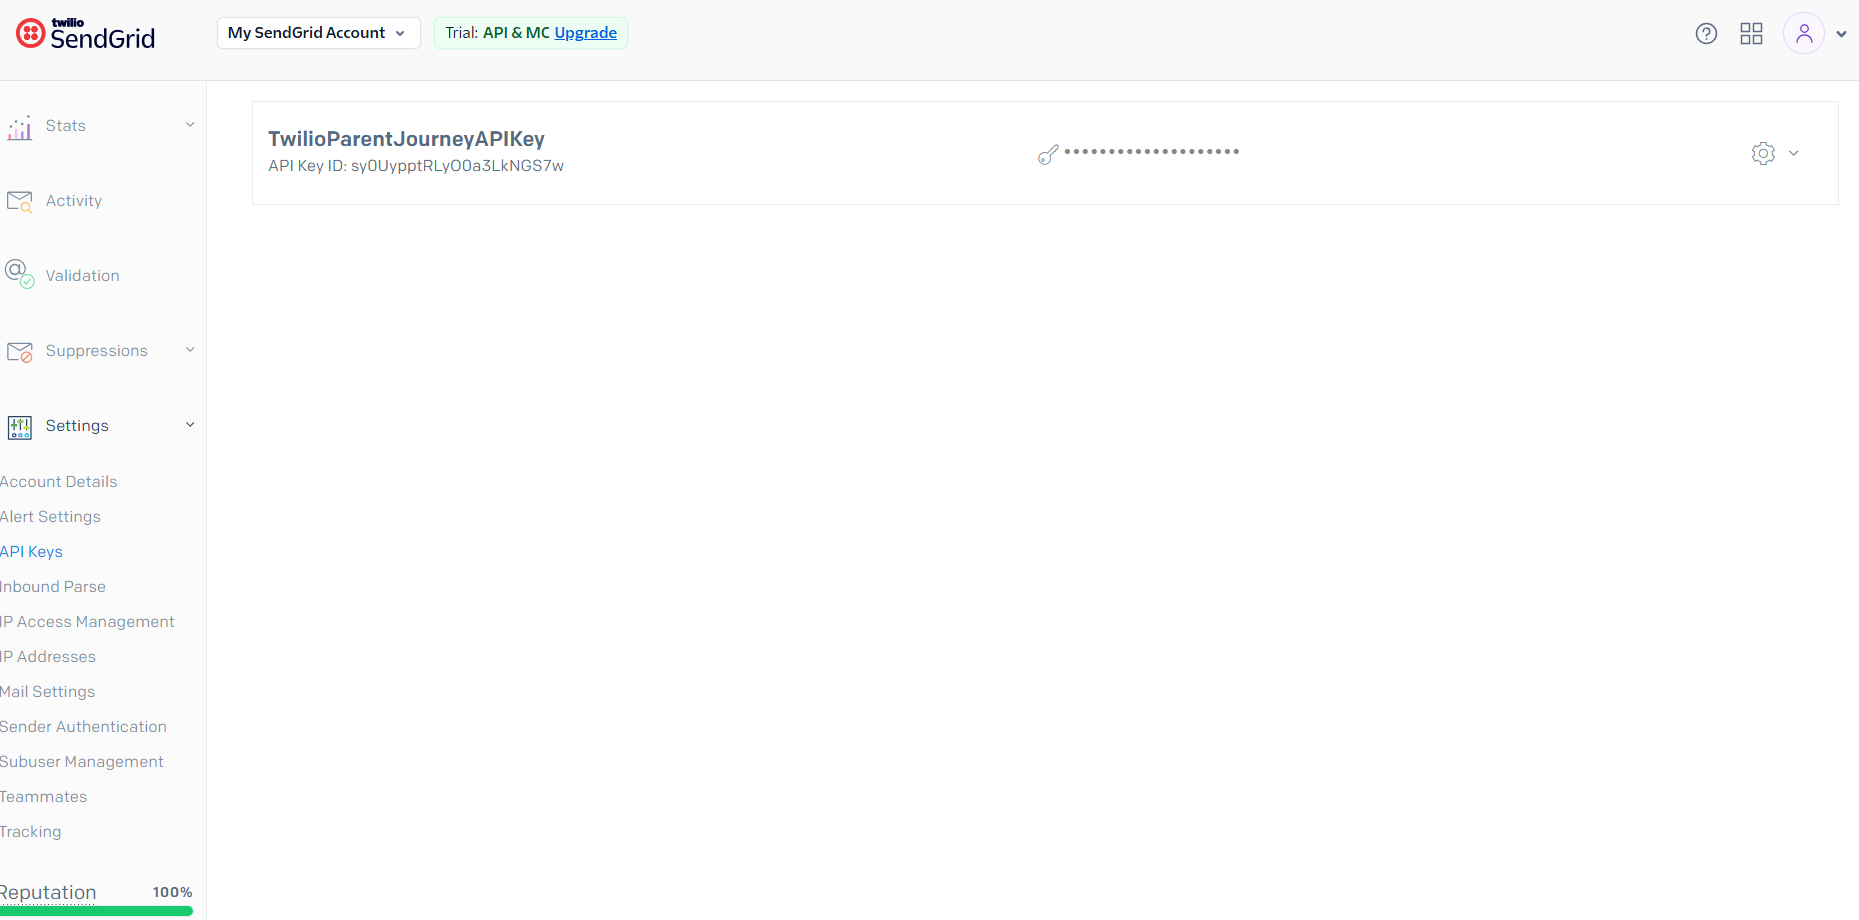 twilio
SendGrid
My SendGrid Account
Trial: API & MC Upgrade
Stats
Activity
Validation
Suppressions
Settings
Account Details
Alert Settings
API Keys
Inbound Parse
IP Access Management
IP Addresses
Mail Settings
Sender Authentication
Subuser Management
Teammates
Tracking
Reputation 100%
TwilioParentJourneyAPIKey
API Key ID: sy0UypptRLyO0a3LkNGS7w
••••••••••••••••••••